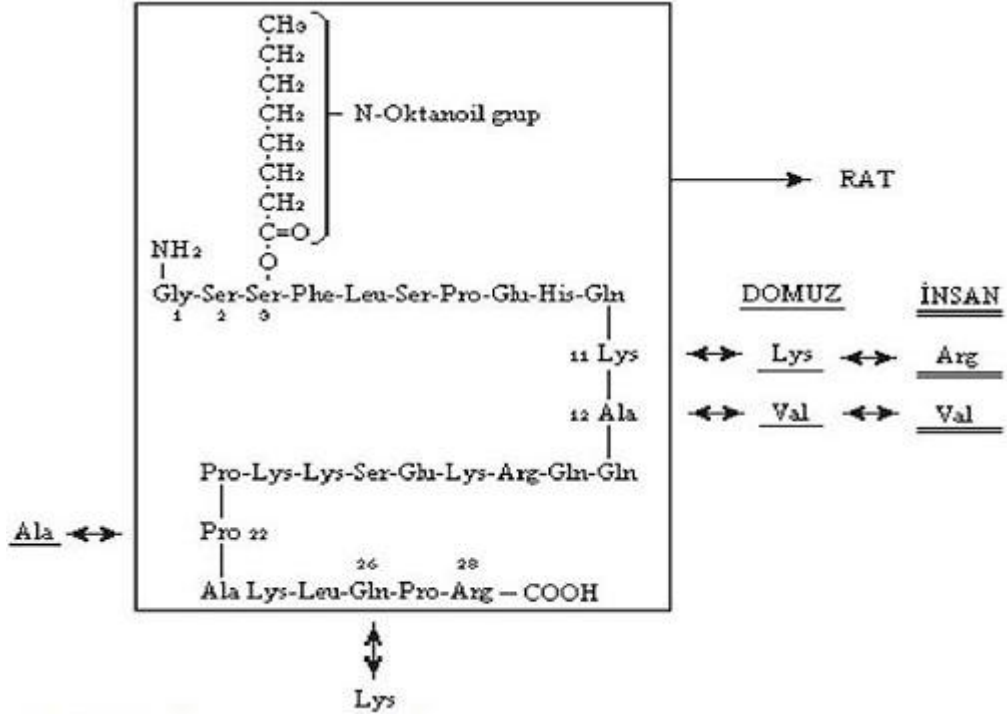 CH3
CH2
CH2
CH2
CH2
CH2
CH2
C=O
O
N-Oktanoil grup
RAT
NH2
Gly-Ser-Ser-Phe-Leu-Ser-Pro-Glu-His-Gln
1 2 3
DOMUZ
İNSAN
11 Lys
Lys
Arg
12 Ala
Val
Val
Pro-Lys-Lys-Ser-Glu-Lys-Arg-Gln-Gln
Ala
Pro 22
26 28
Ala Lys-Leu-Gln-Pro-Arg – COOH
Lys